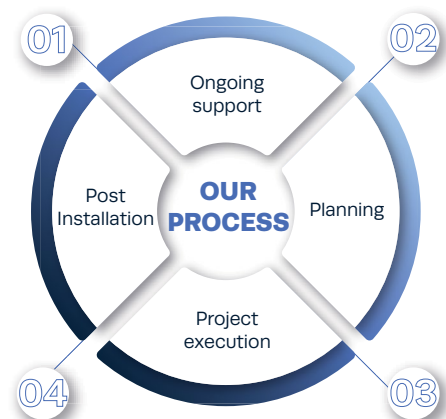 01
02
Ongoing
support
Post
Installation
OUR
PROCESS
Planning
Project
execution
04
03